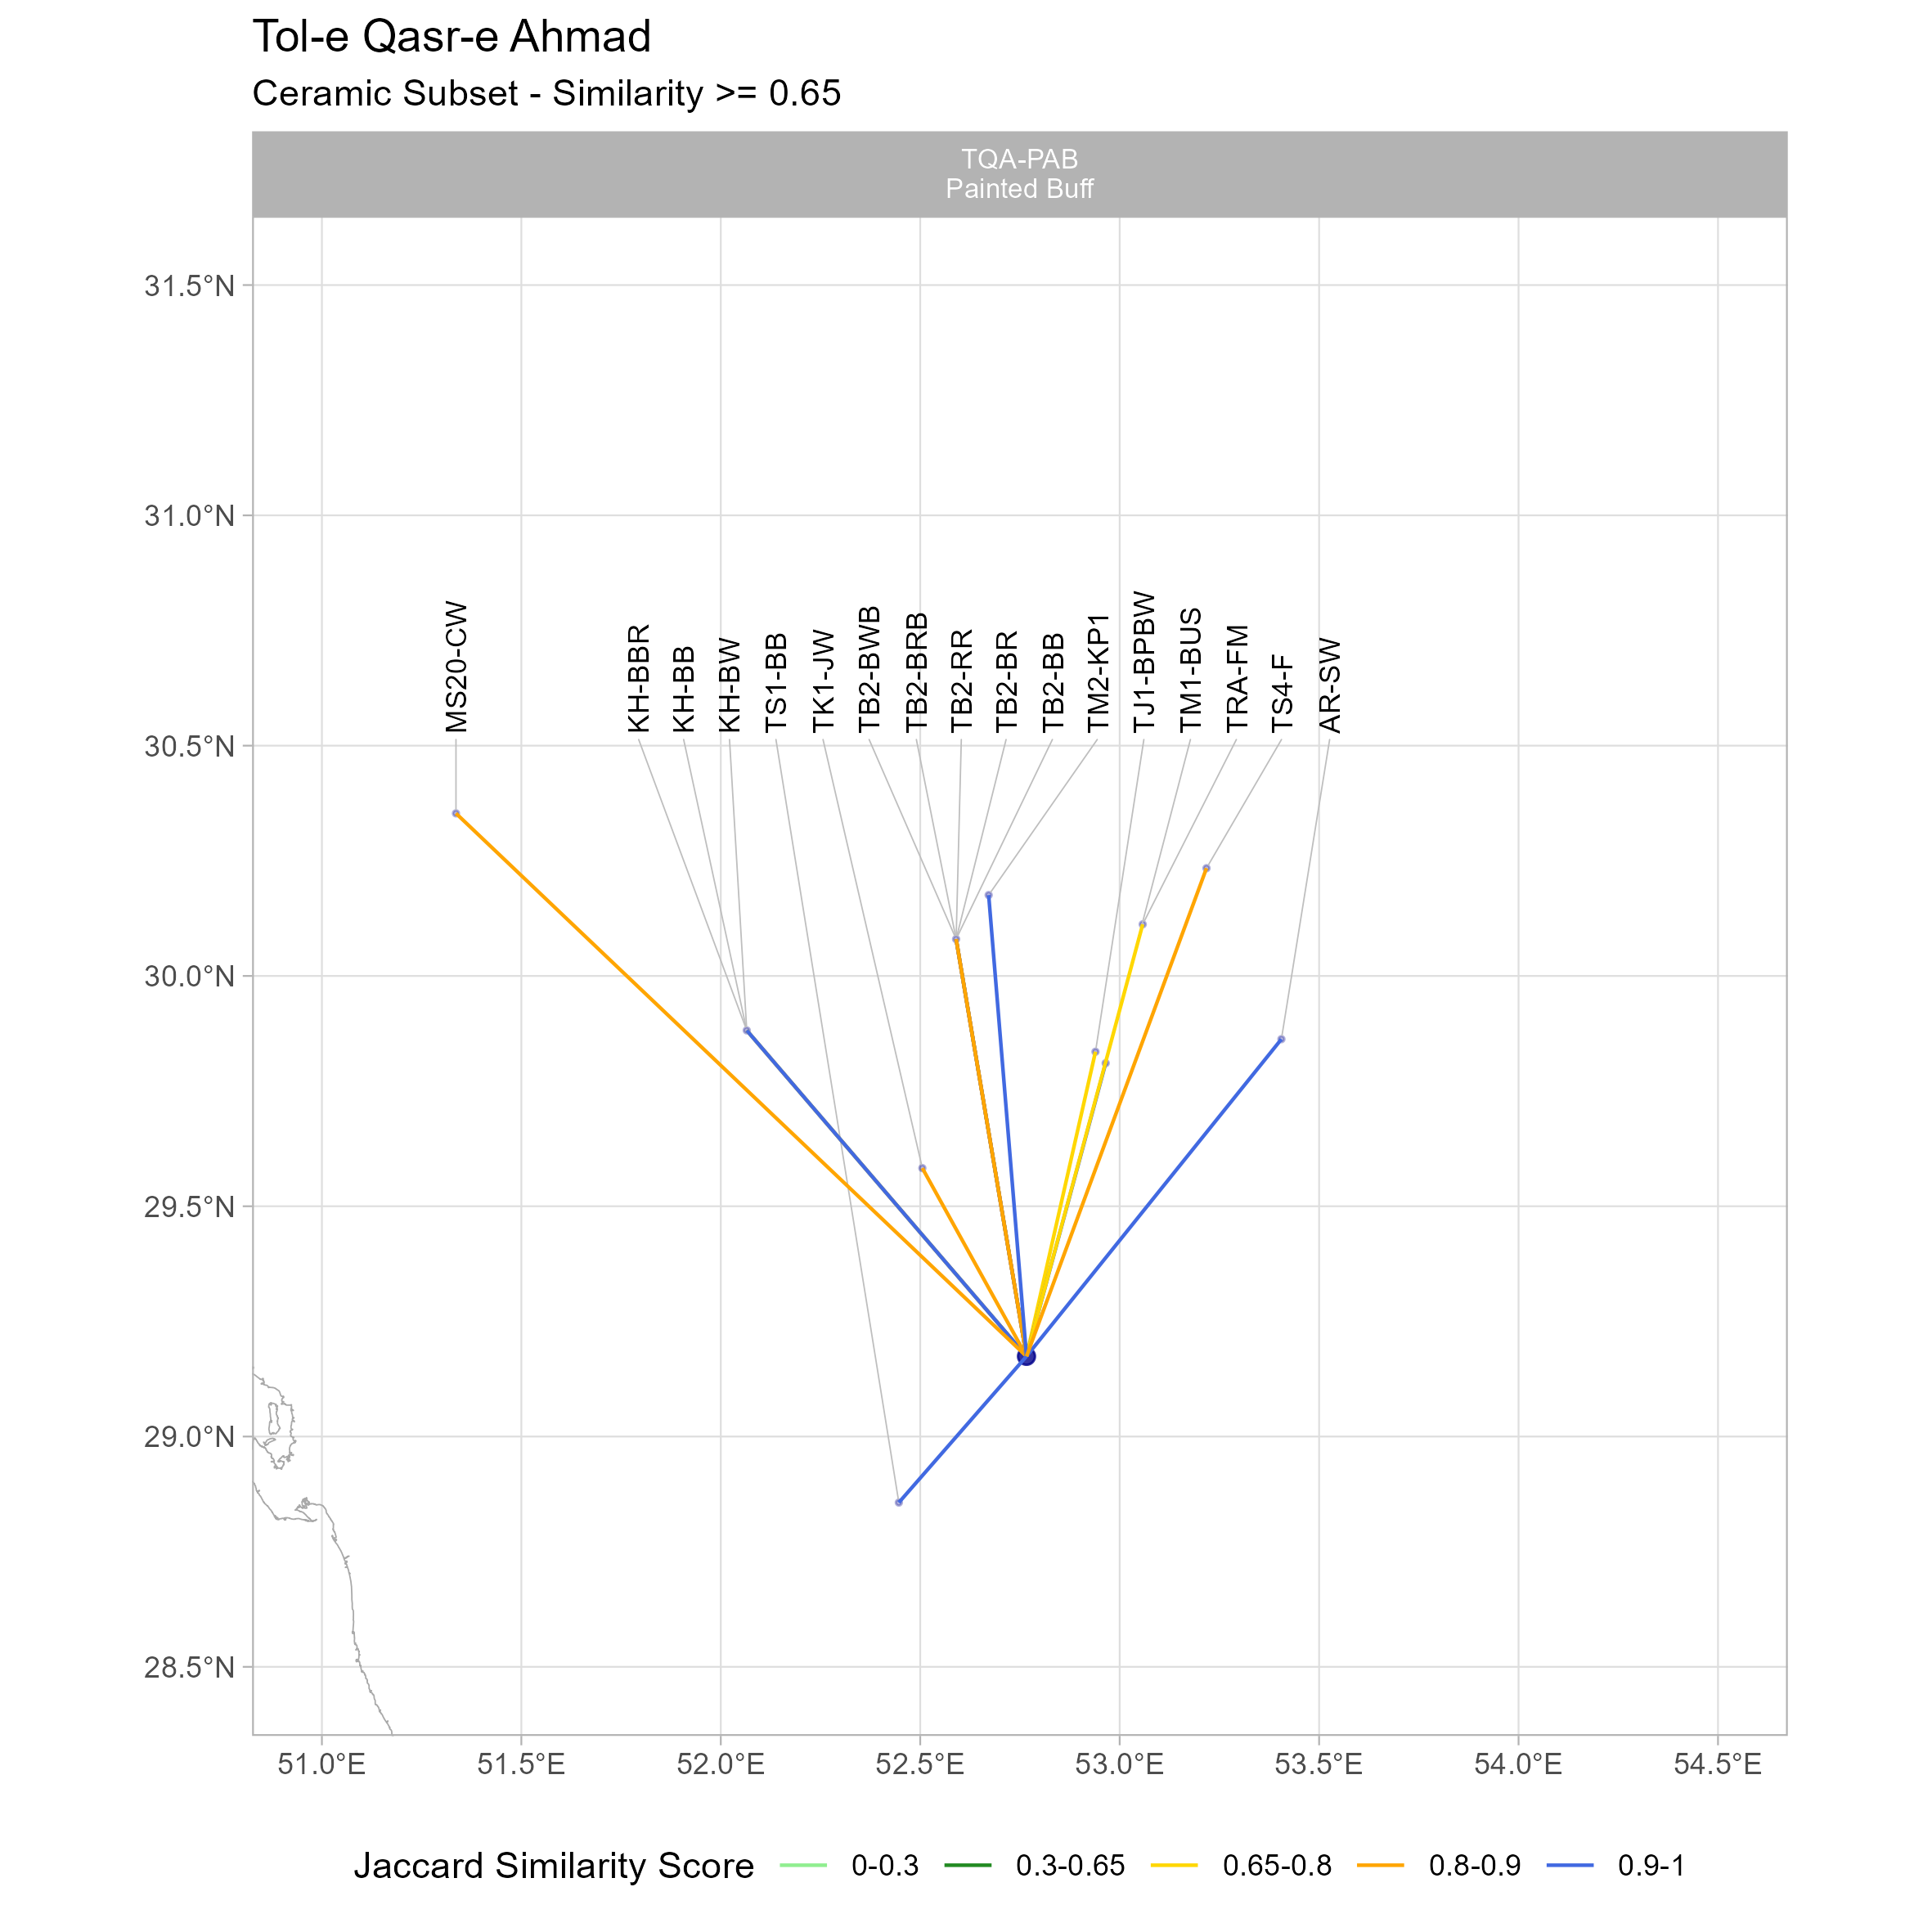 Tol-e Qasr-e Ahmad
Ceramic Subset - Similarity >= 0.65
TQA-PAB
Painted Buff
31.5°N
31.0°N
30.5°N
30.0°N
29.5°N
29.0°N
28.5°N
MS20-CW
KH-BBR
KH-BB
KH-BW
TS1-BB
TK1-JW
TB2-BWB
TB2-BRB
TB2-RR
TB2-BR
TB2-BB
TM2-KP1
TJ1-BPBW
TM1-BUS
TRA-FM
TS4-F
AR-SW
51.0°E 51.5°E 52.0°E 52.5°E 53.0°E 53.5°E 54.0°E 54.5°E
Jaccard Similarity Score 0-0.3 0.3-0.65 0.65-0.8 0.8-0.9 0.9-1